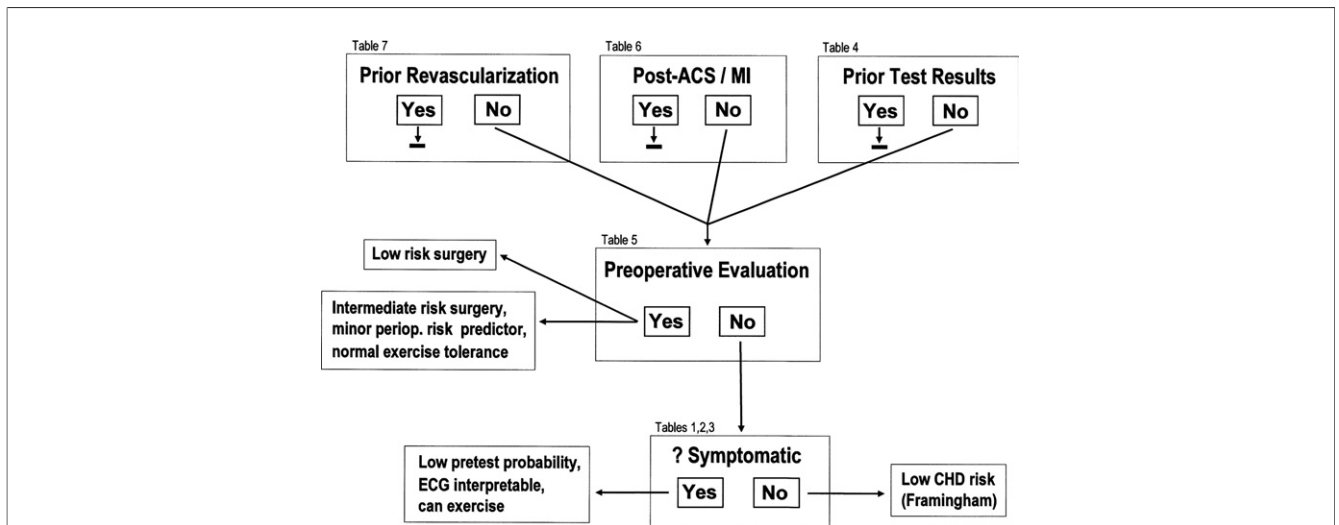 Table 7
Prior Revascularization
Yes
No
Table 6
Post-ACS / MI
Yes
No
Table 4
Prior Test Results
Yes
No
Table 5
Preoperative Evaluation
Yes
No
Low risk surgery
Intermediate risk surgery,
minor periop. risk predictor,
normal exercise tolerance
Tables 1,2,3
? Symptomatic
Yes
No
Low pretest probability,
ECG interpretable,
can exercise
Low CHD risk
(Framingham)